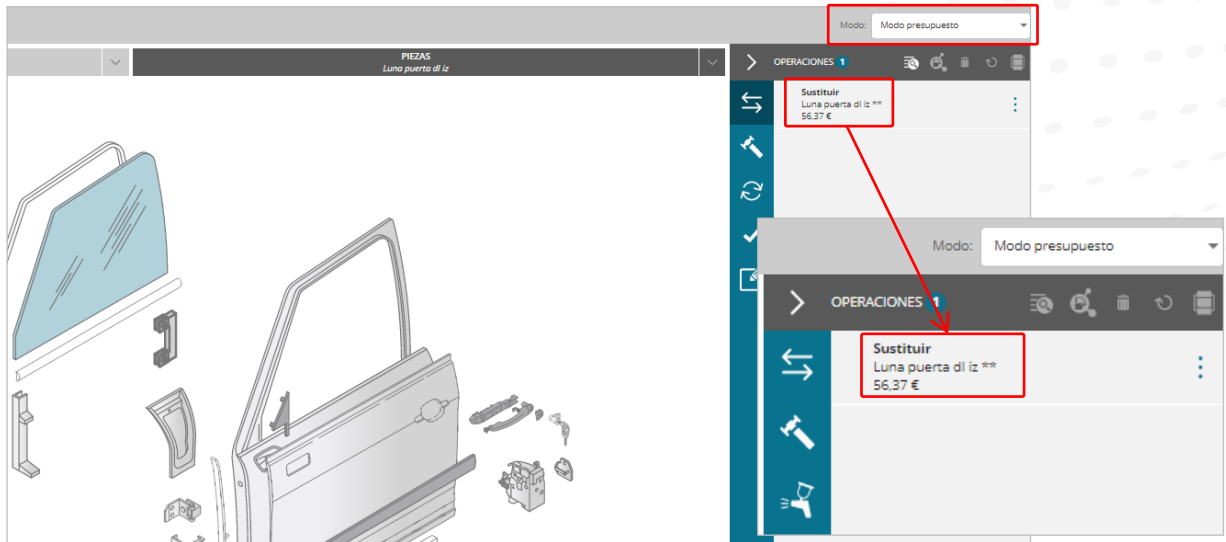 Modo:
Modo presupuesto
PIEZAS
Luna puerta dl iz
OPERACIONES 1
Sustituir
Luna puerta dl iz **
56,37 €
Modo:
Modo presupuesto
OPERACIONES 1
Sustituir
Luna puerta dl iz **
56,37 €